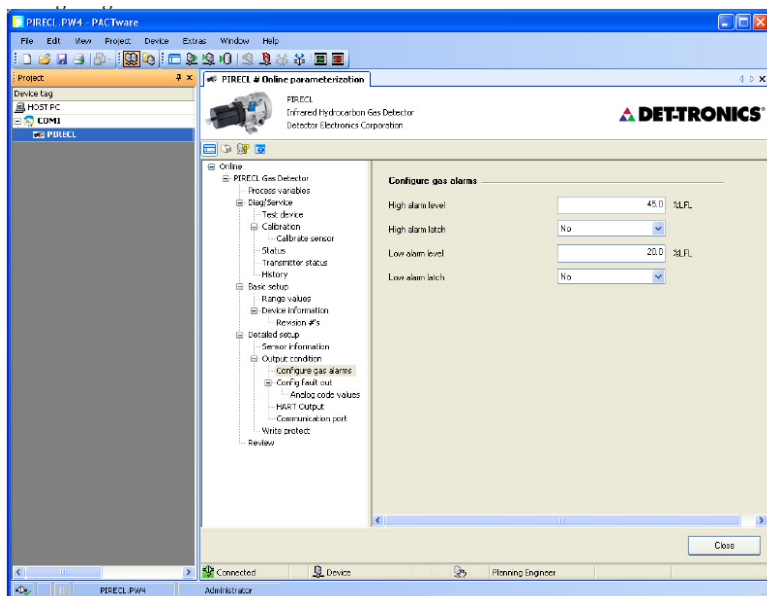 PIRECL.PW4 - PACTware
File Edit View Project Device Extras Window Help
Project
Device tag
HOST PC
COM1
PIRECL
PIRECL # Online parameterization
PIRECL
Infrared Hydrocarbon Gas Detector
Detector Electronics Corporation
DET-TRONICS®
Online
PIRECL Gas Detector
Process variables
Diag/Service
Test device
Calibration
Calibrate sensor
Status
Transmitter status
History
Basic setup
Range values
Device information
Revision #'s
Detailed setup
Sensor information
Output condition
Configure gas alarms
Config fault out
Analog code values
HART Output
Communication port
Write protect
Review
Configure gas alarms
High alarm level 45.0 %LFL
High alarm latch No
Low alarm level 20.0 %LFL
Low alarm latch No
Close
Connected Device Planning Engineer
PIRECL.PW4 Administrator